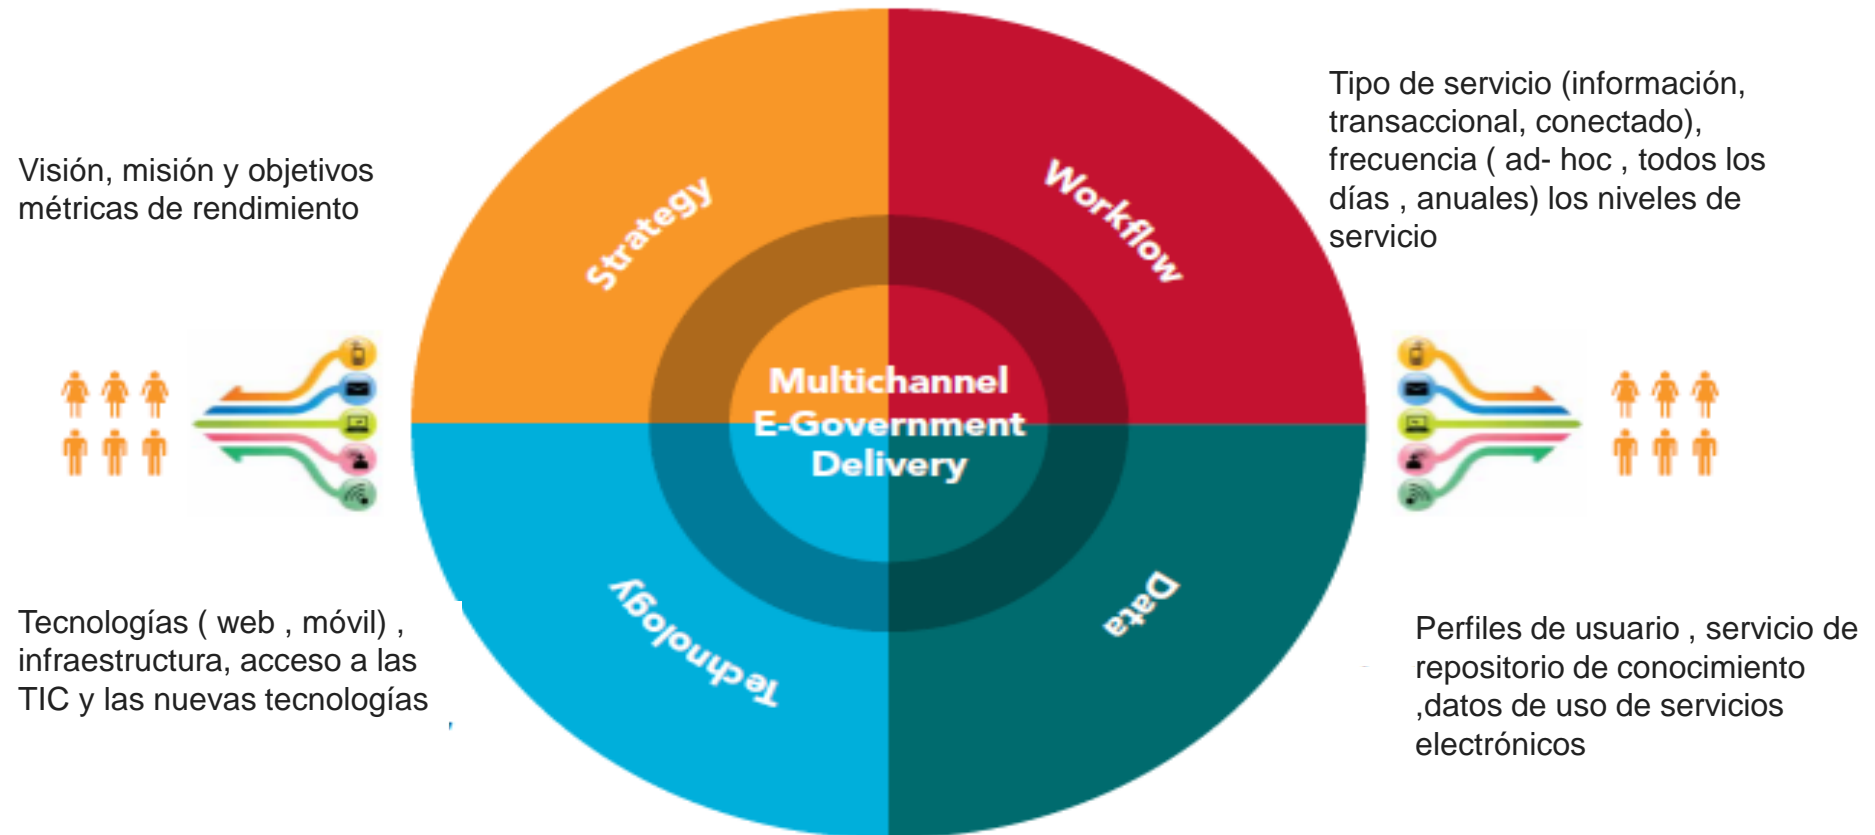 Visión, misión y objetivos
métricas de rendimiento
Strategy
Workflow
Tipo de servicio (información,
transaccional, conectado),
frecuencia ( ad- hoc , todos los
días , anuales) los niveles de
servicio
Multichannel
E-Government
Delivery
Tecnologías ( web , móvil) ,
infraestructura, acceso a las
TIC y las nuevas tecnologías
Technology
Data
Perfiles de usuario , servicio de
repositorio de conocimiento
,datos de uso de servicios
electrónicos